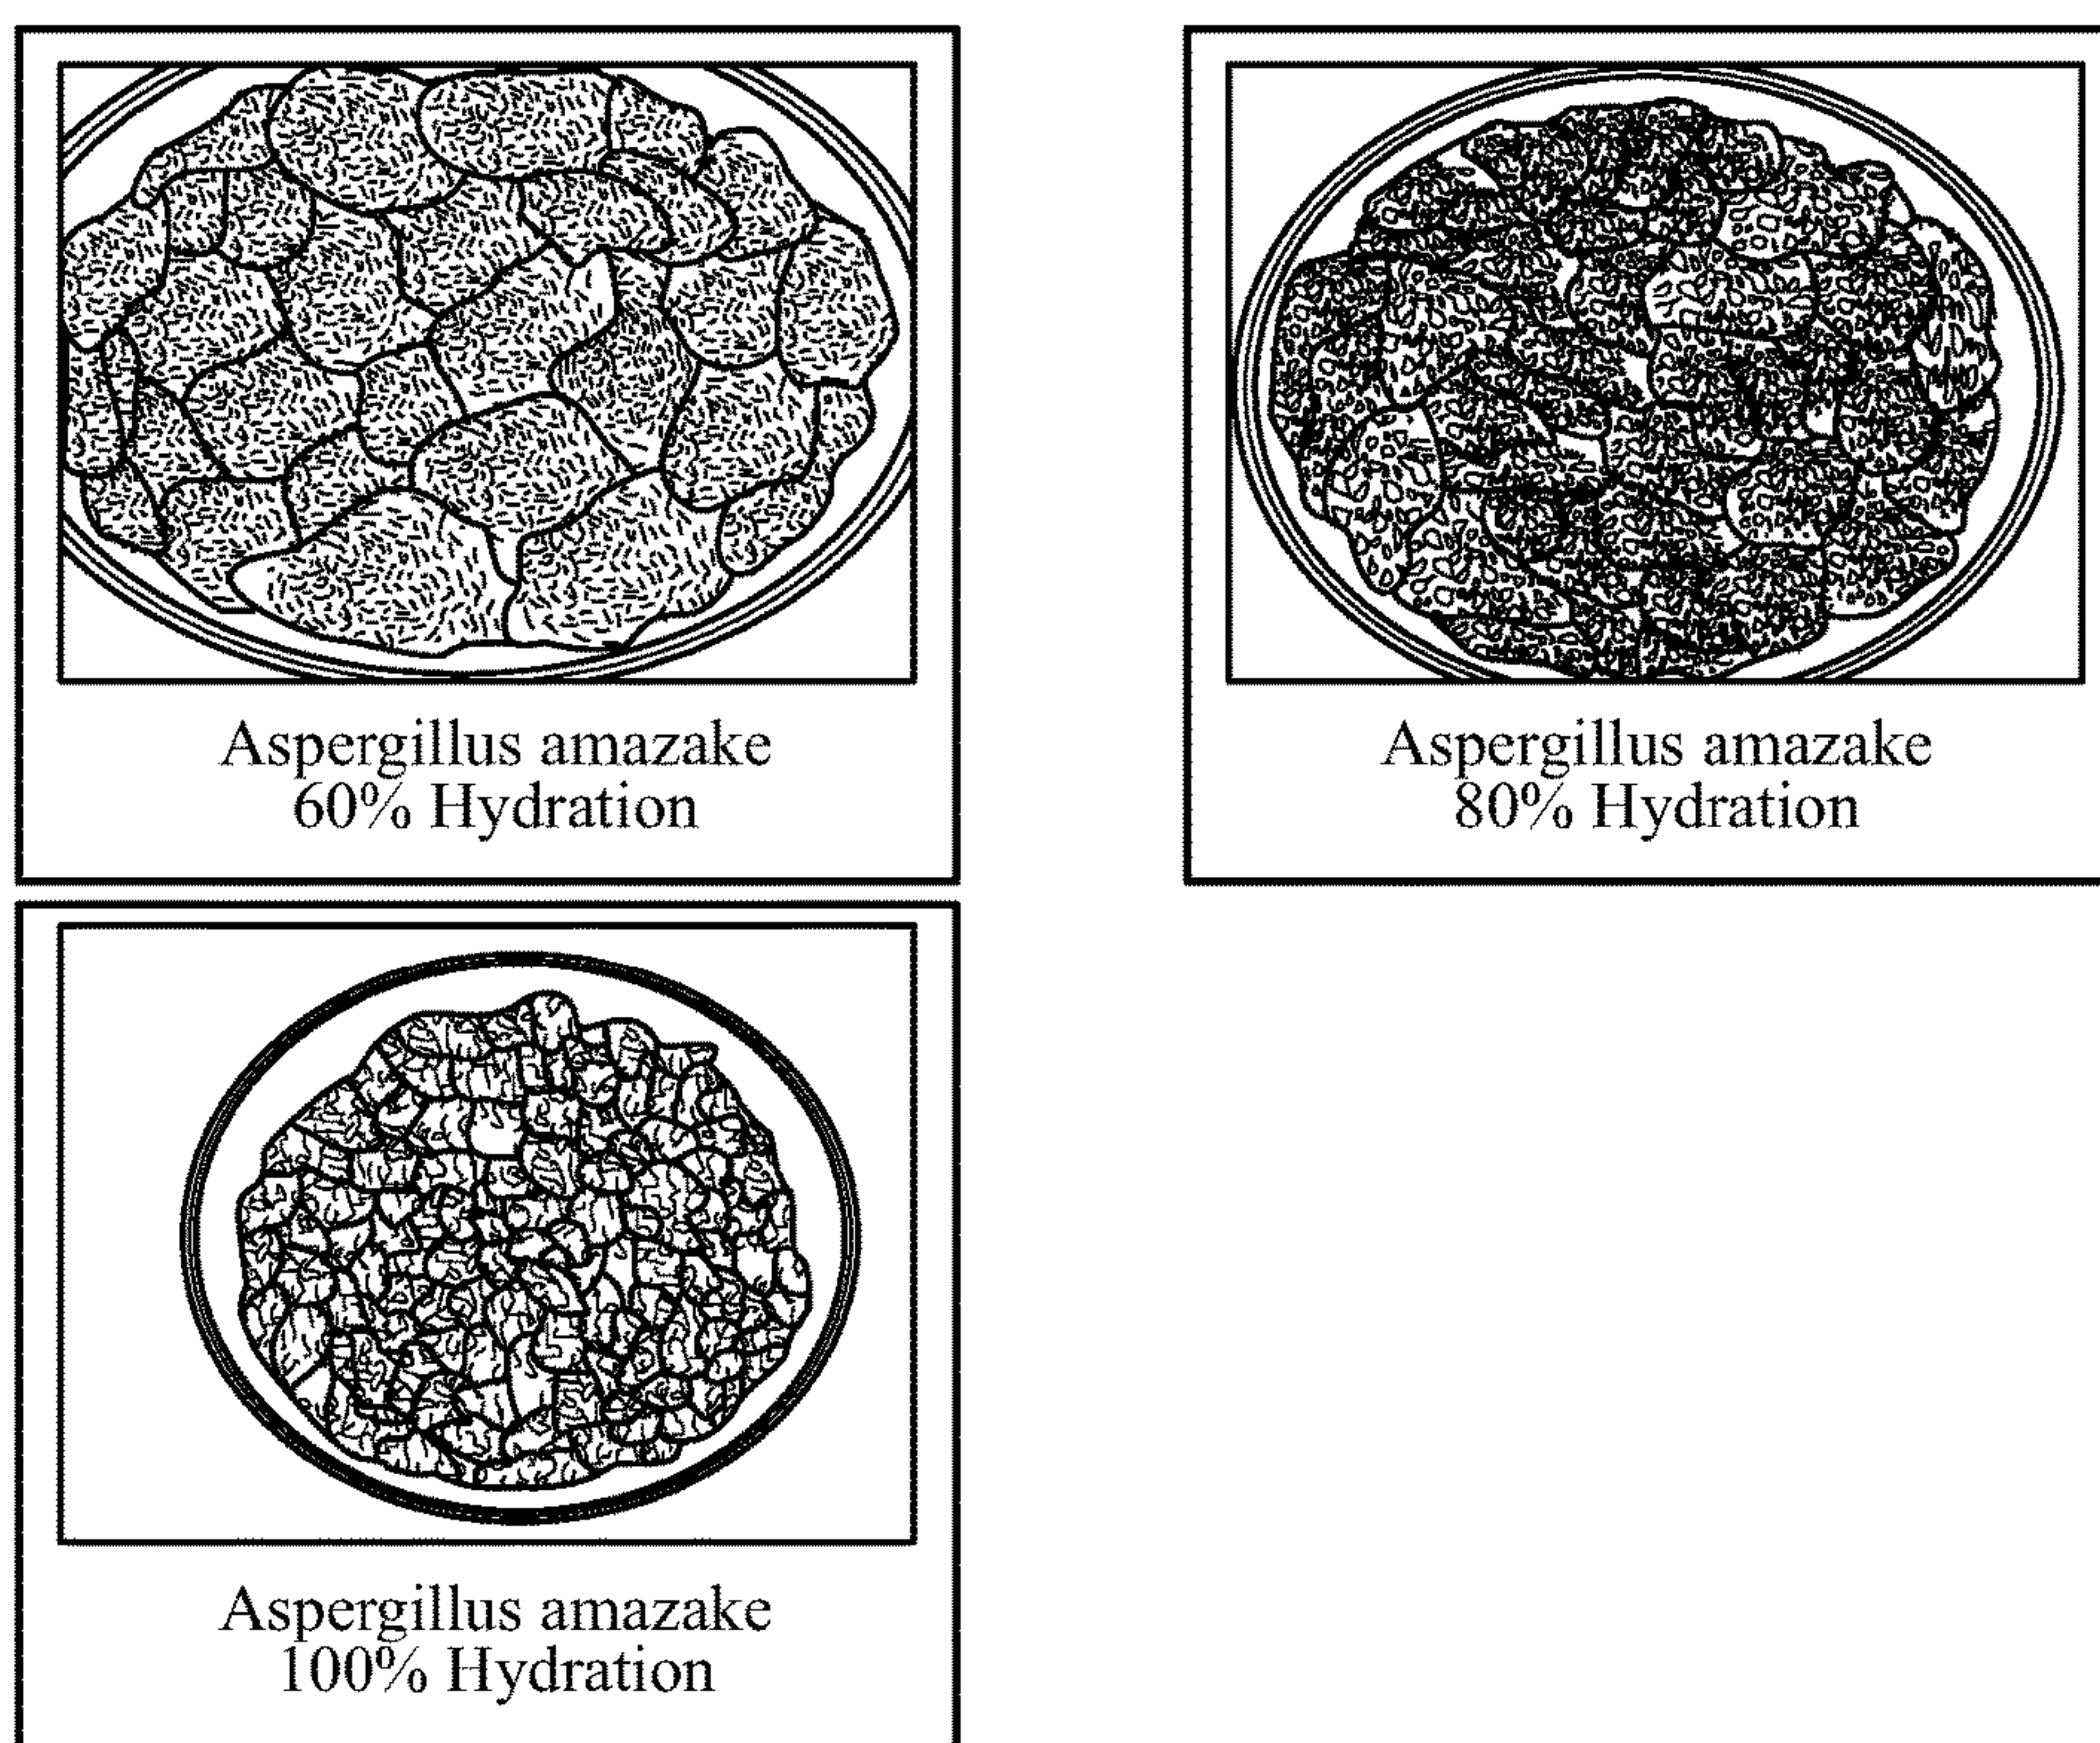 Aspergillus amazake
60% Hydration
Aspergillus amazake
80% Hydration
Aspergillus amazake
100% Hydration